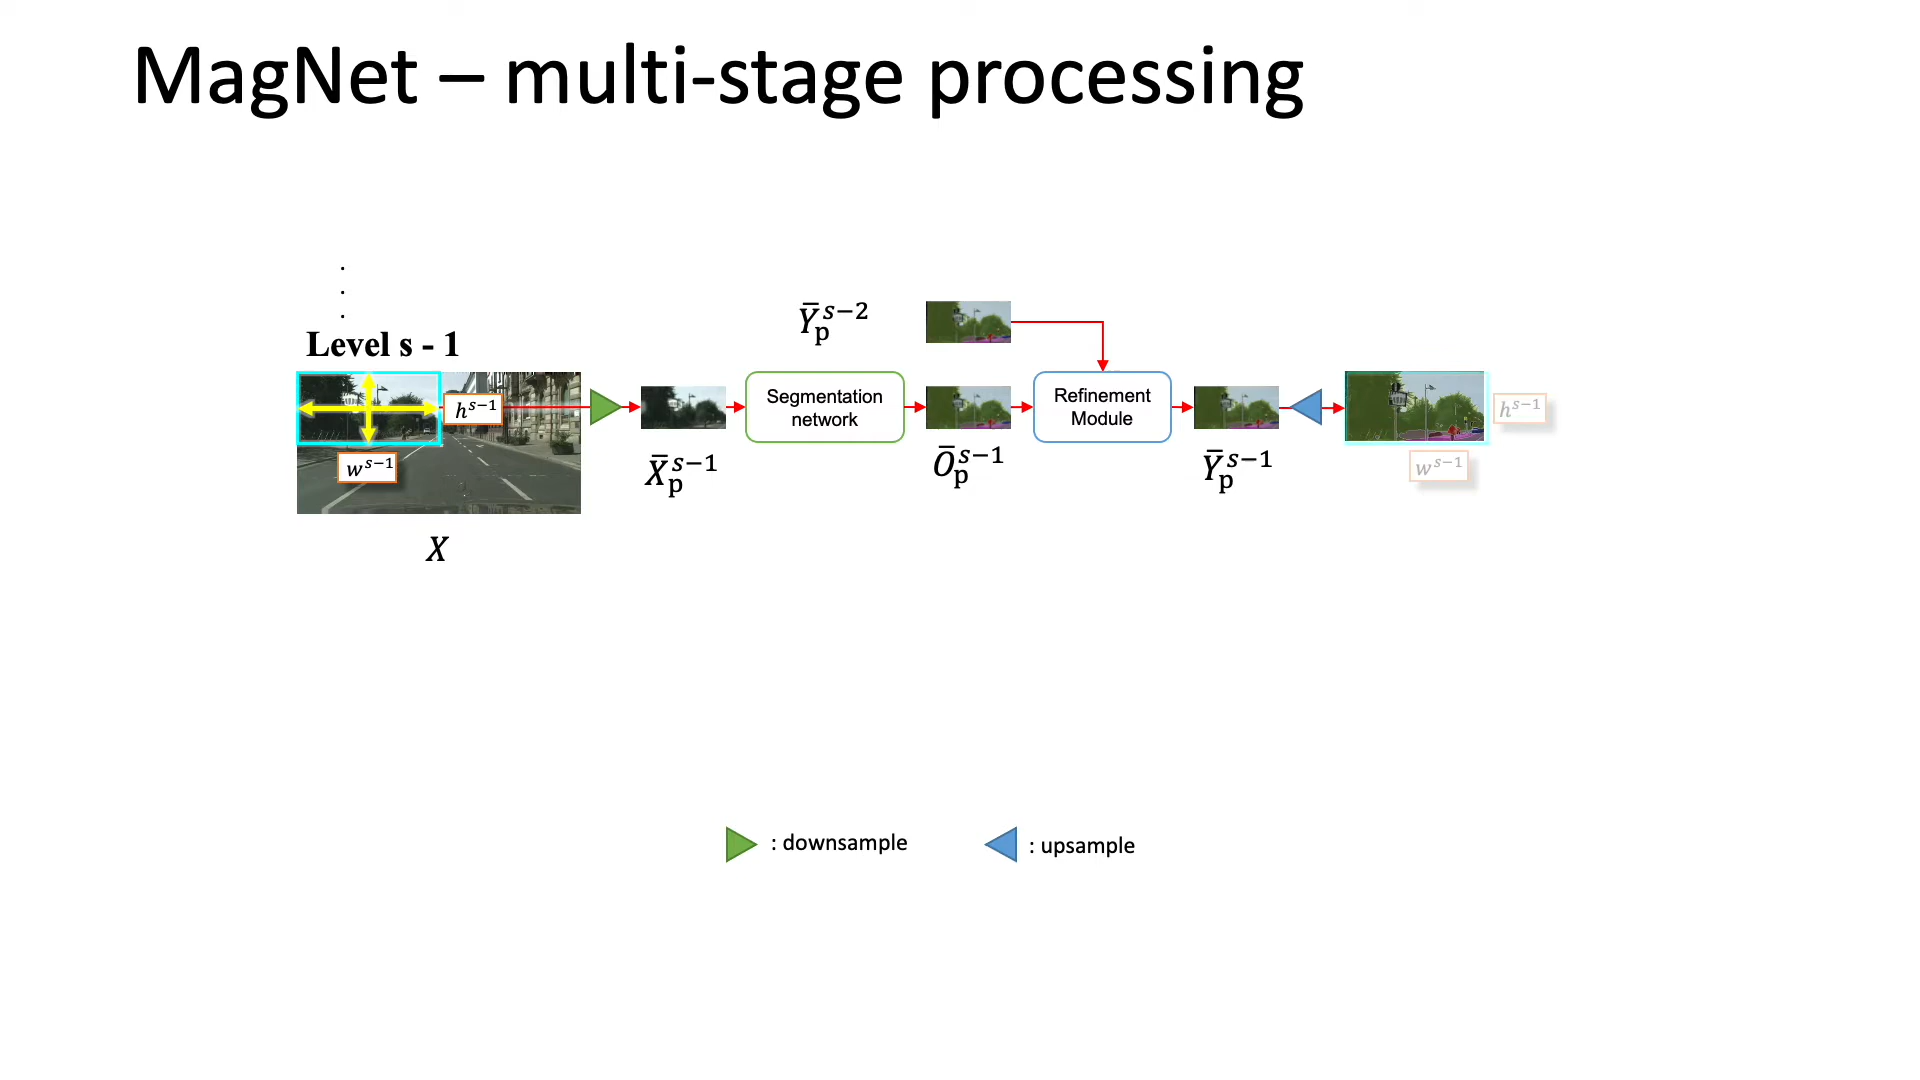 MagNet – multi-stage processing
.
.
.
Level s - 1
h^{s−1}
w^{s−1}
X
X̄_p^{s−1}
Ȳ_p^{s−2}
Segmentation
network
Ō_p^{s−1}
Refinement
Module
Ȳ_p^{s−1}
h^{s−1}
w^{s−1}
: downsample
: upsample